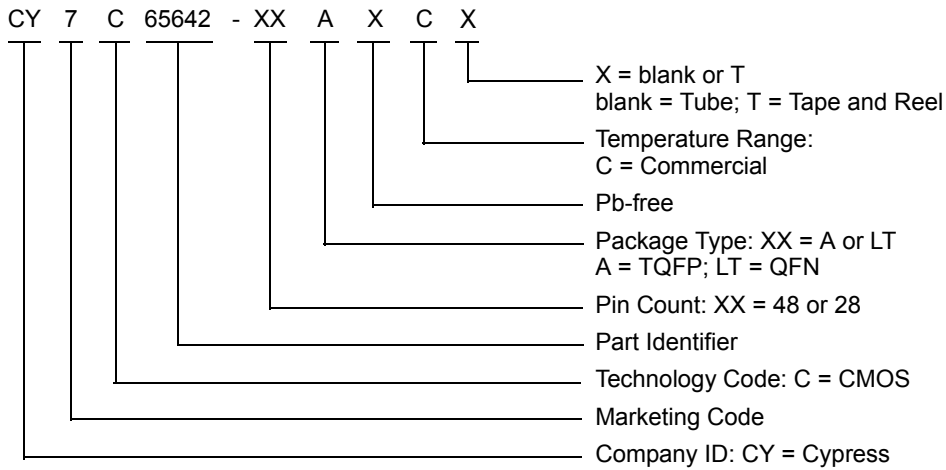 CY 7 C 65642 - XX A X C X
X = blank or T
blank = Tube; T = Tape and Reel
Temperature Range:
C = Commercial
Pb-free
Package Type: XX = A or LT
A = TQFP; LT = QFN
Pin Count: XX = 48 or 28
Part Identifier
Technology Code: C = CMOS
Marketing Code
Company ID: CY = Cypress